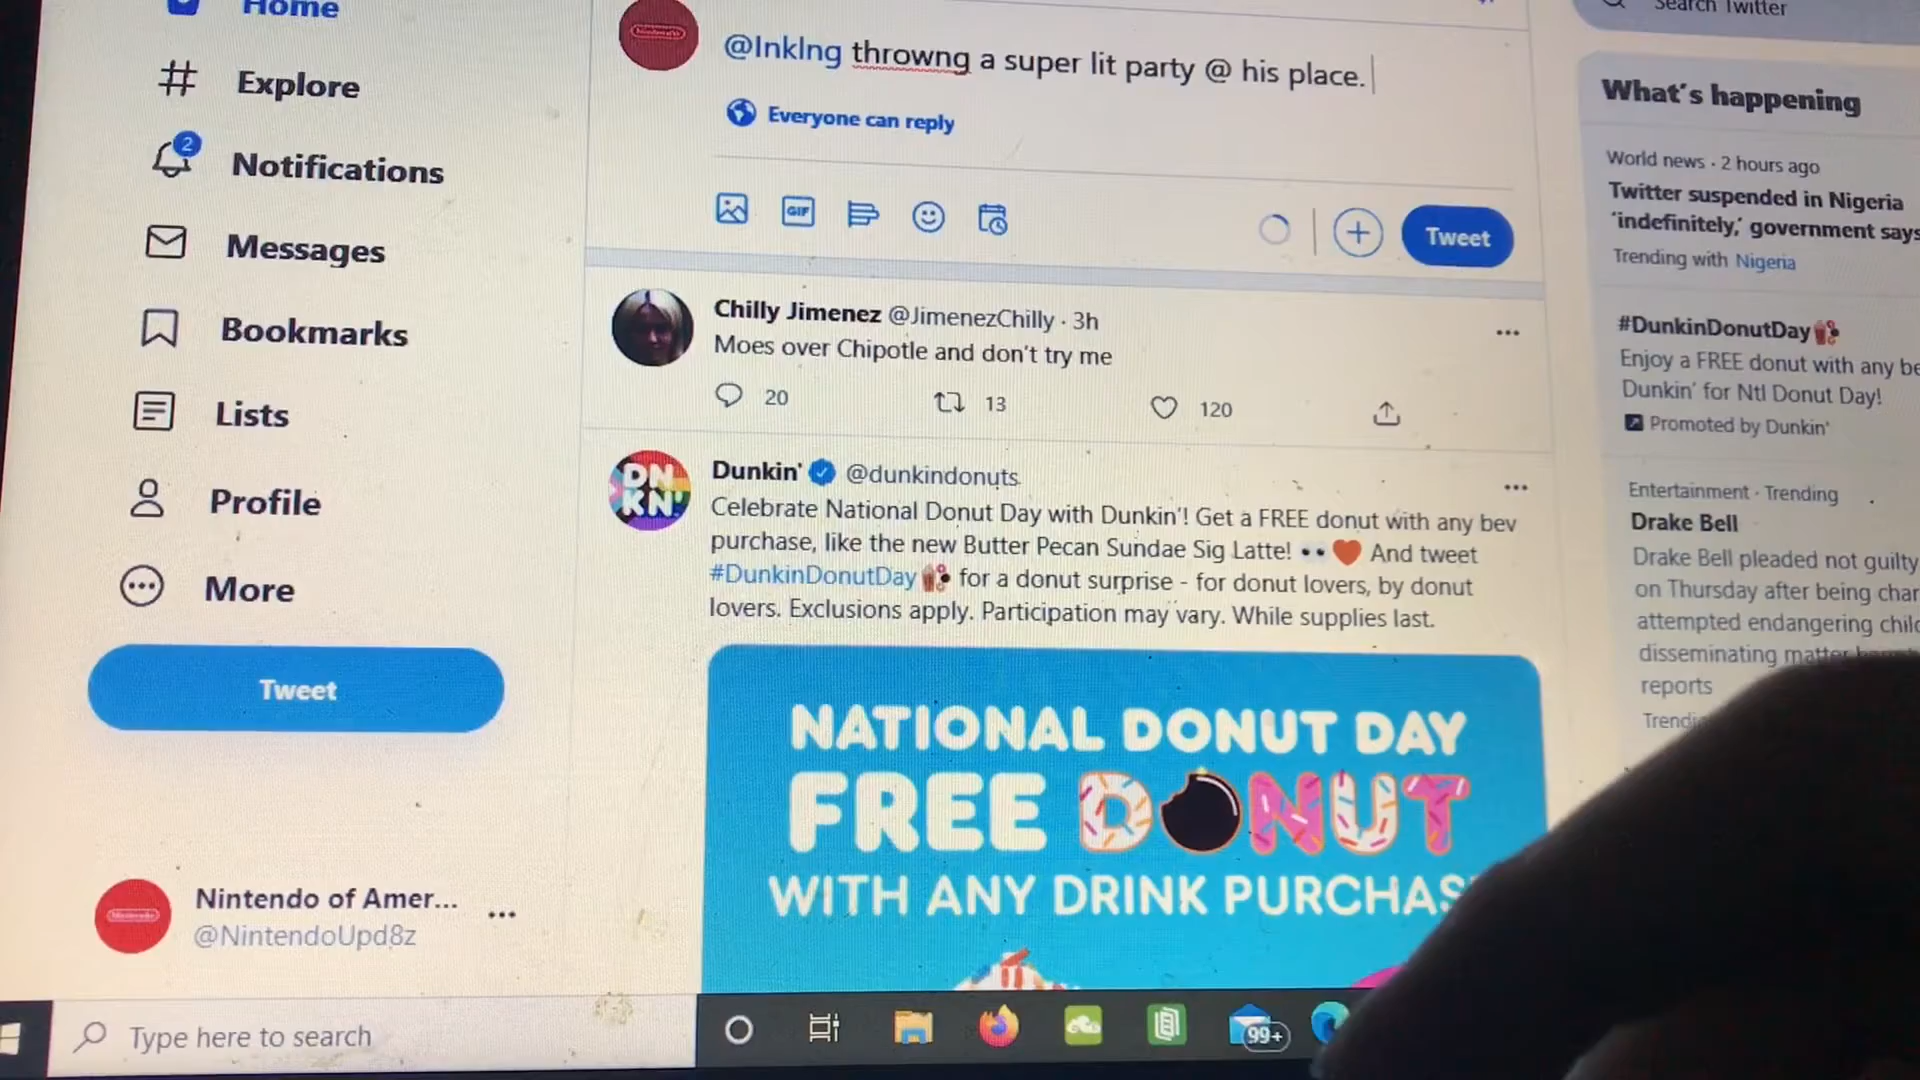 Home
Explore
2
Notifications
Messages
Bookmarks
Lists
Profile
More
Tweet
Nintendo of Amer...
@NintendoUpd8z
Type here to search
@InkIng throwng a super lit party @ his place.
Everyone can reply
GIF
Tweet
Chilly Jimenez @JimenezChilly · 3h
Moes over Chipotle and don't try me
20 13 120
DN
KN'
Dunkin' @dunkindonuts
Celebrate National Donut Day with Dunkin'! Get a FREE donut with any bev
purchase, like the new Butter Pecan Sundae Sig Latte! 👀🧡 And tweet
#DunkinDonutDay for a donut surprise - for donut lovers, by donut
lovers. Exclusions apply. Participation may vary. While supplies last.
NATIONAL DONUT DAY
FREE DONUT
WITH ANY DRINK PURCHAS
99+
Search Twitter
What's happening
World news · 2 hours ago
Twitter suspended in Nigeria
'indefinitely,' government says
Trending with Nigeria
#DunkinDonutDay
Enjoy a FREE donut with any be
Dunkin' for Ntl Donut Day!
Promoted by Dunkin'
Entertainment · Trending
Drake Bell
Drake Bell pleaded not guilty
on Thursday after being char
attempted endangering chil
disseminating matter
reports
Trendi